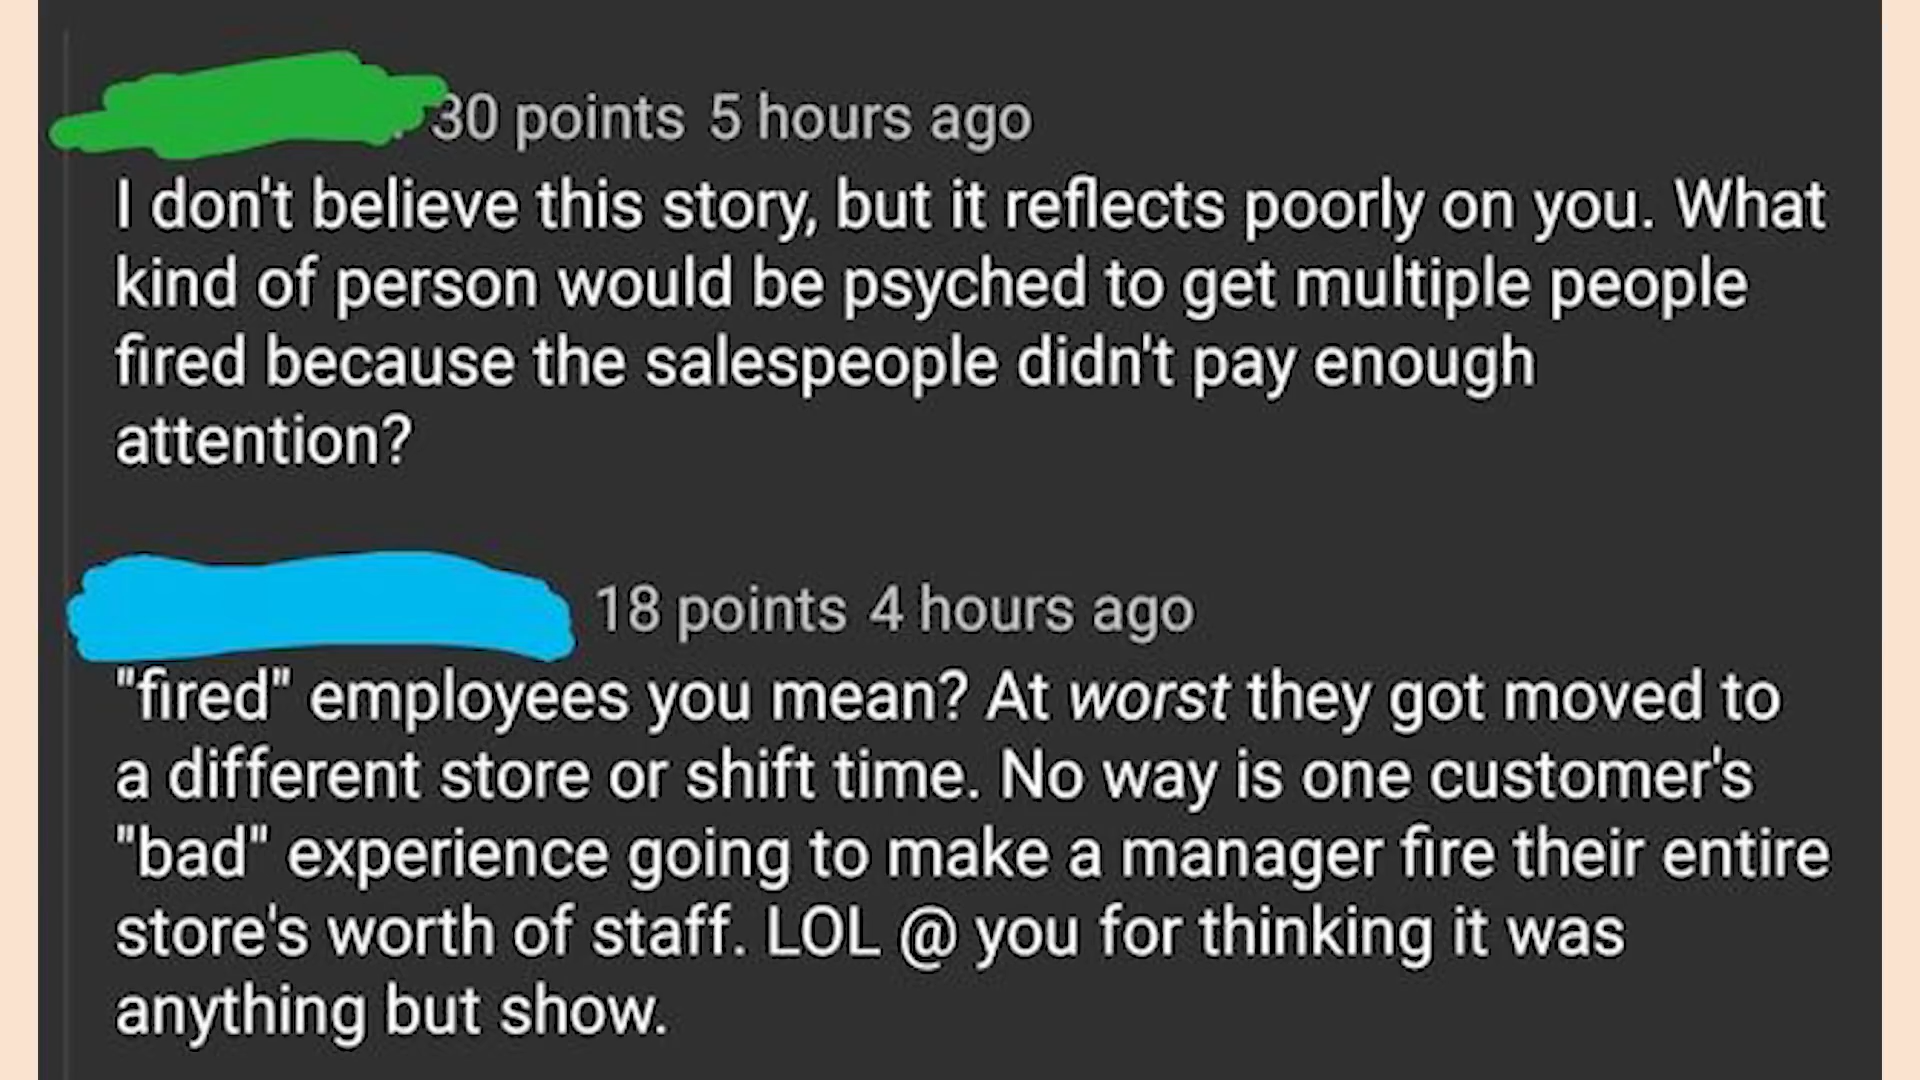 30 points 5 hours ago
I don't believe this story, but it reflects poorly on you. What
kind of person would be psyched to get multiple people
fired because the salespeople didn't pay enough
attention?
18 points 4 hours ago
"fired" employees you mean? At worst they got moved to
a different store or shift time. No way is one customer's
"bad" experience going to make a manager fire their entire
store's worth of staff. LOL @ you for thinking it was
anything but show.